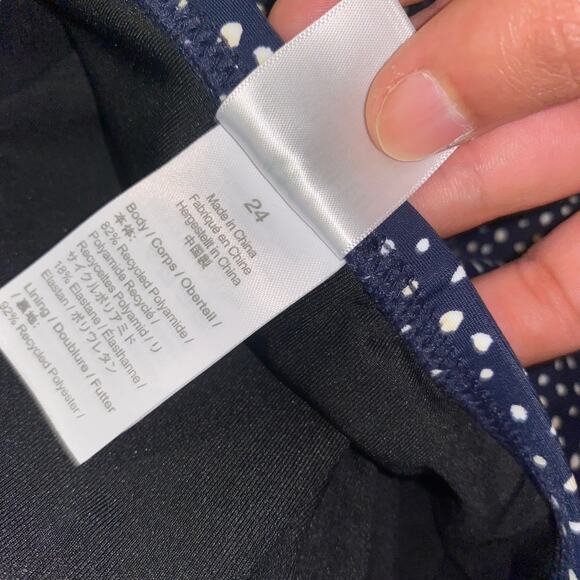 24
Made in China
Fabriqué en Chine
Hergestellt in China
中国製
Body / Corps / Oberteil /
本体:
82% Recycled Polyamide /
Polyamide Recyclé /
Recyceltes Polyamid / リ
サイクルポリアミド
18% Elastane / Élasthanne /
Elastan / ポリウレタン
Lining / Doublure / Futter
/ 裏地:
92% Recycled Polyester /